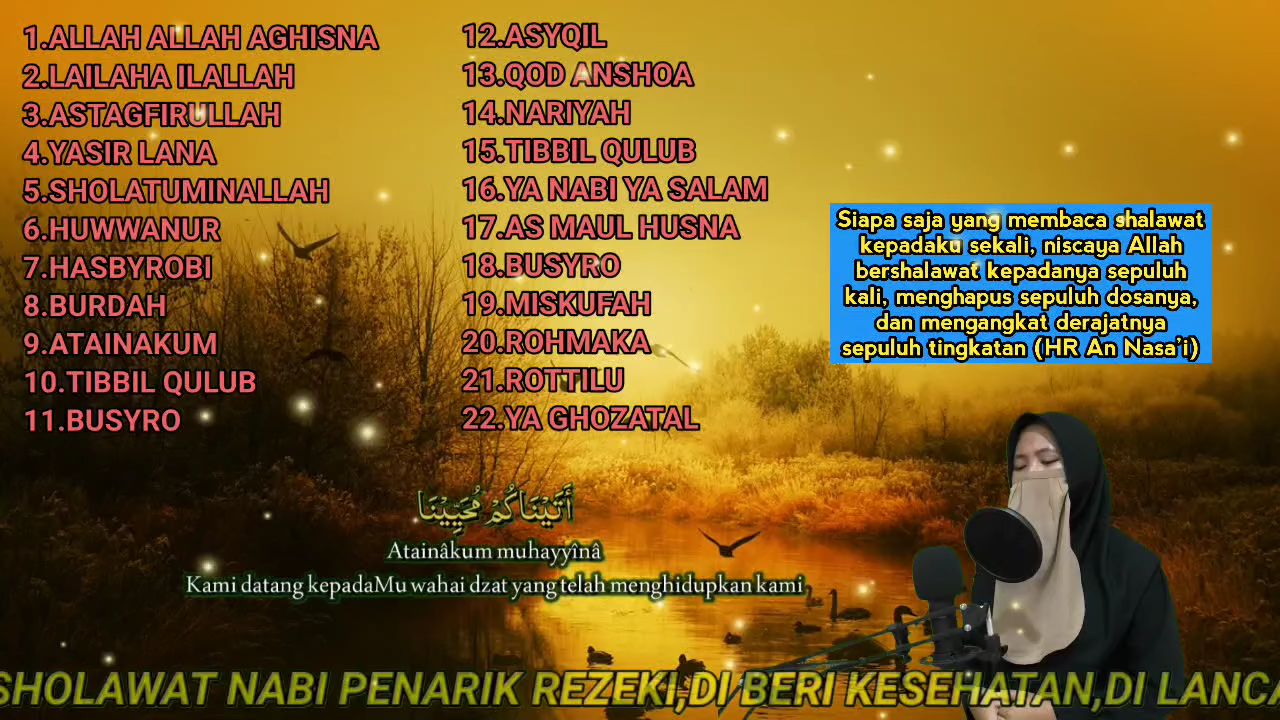 1.ALLAH ALLAH AGHISNA
2.LAILAHA ILALLAH
3.ASTAGFIRULLAH
4.YASIR LANA
5.SHOLATUMINALLAH
6.HUWWANUR
7.HASBYROBI
8.BURDAH
9.ATAINAKUM
10.TIBBIL QULUB
11.BUSYRO
12.ASYQIL
13.QOD ANSHOA
14.NARIYAH
15.TIBBIL QULUB
16.YA NABI YA SALAM
17.AS MAUL HUSNA
18.BUSYRO
19.MISKUFAH
20.ROHMAKA
21.ROTTILU
22.YA GHOZATAL
Siapa saja yang membaca shalawat
kepadaku sekali, niscaya Allah
bershalawat kepadanya sepuluh
kali, menghapus sepuluh dosanya,
dan mengangkat derajatnya
sepuluh tingkatan (HR An Nasa'i)
أَتَيْنَاكُمْ مُحَيِّيْنَا
Atainâkum muhayyînâ
Kami datang kepadaMu wahai dzat yang telah menghidupkan kami
SHOLAWAT NABI PENARIK REZEKI,DI BERI KESEHATAN,DI LANCA